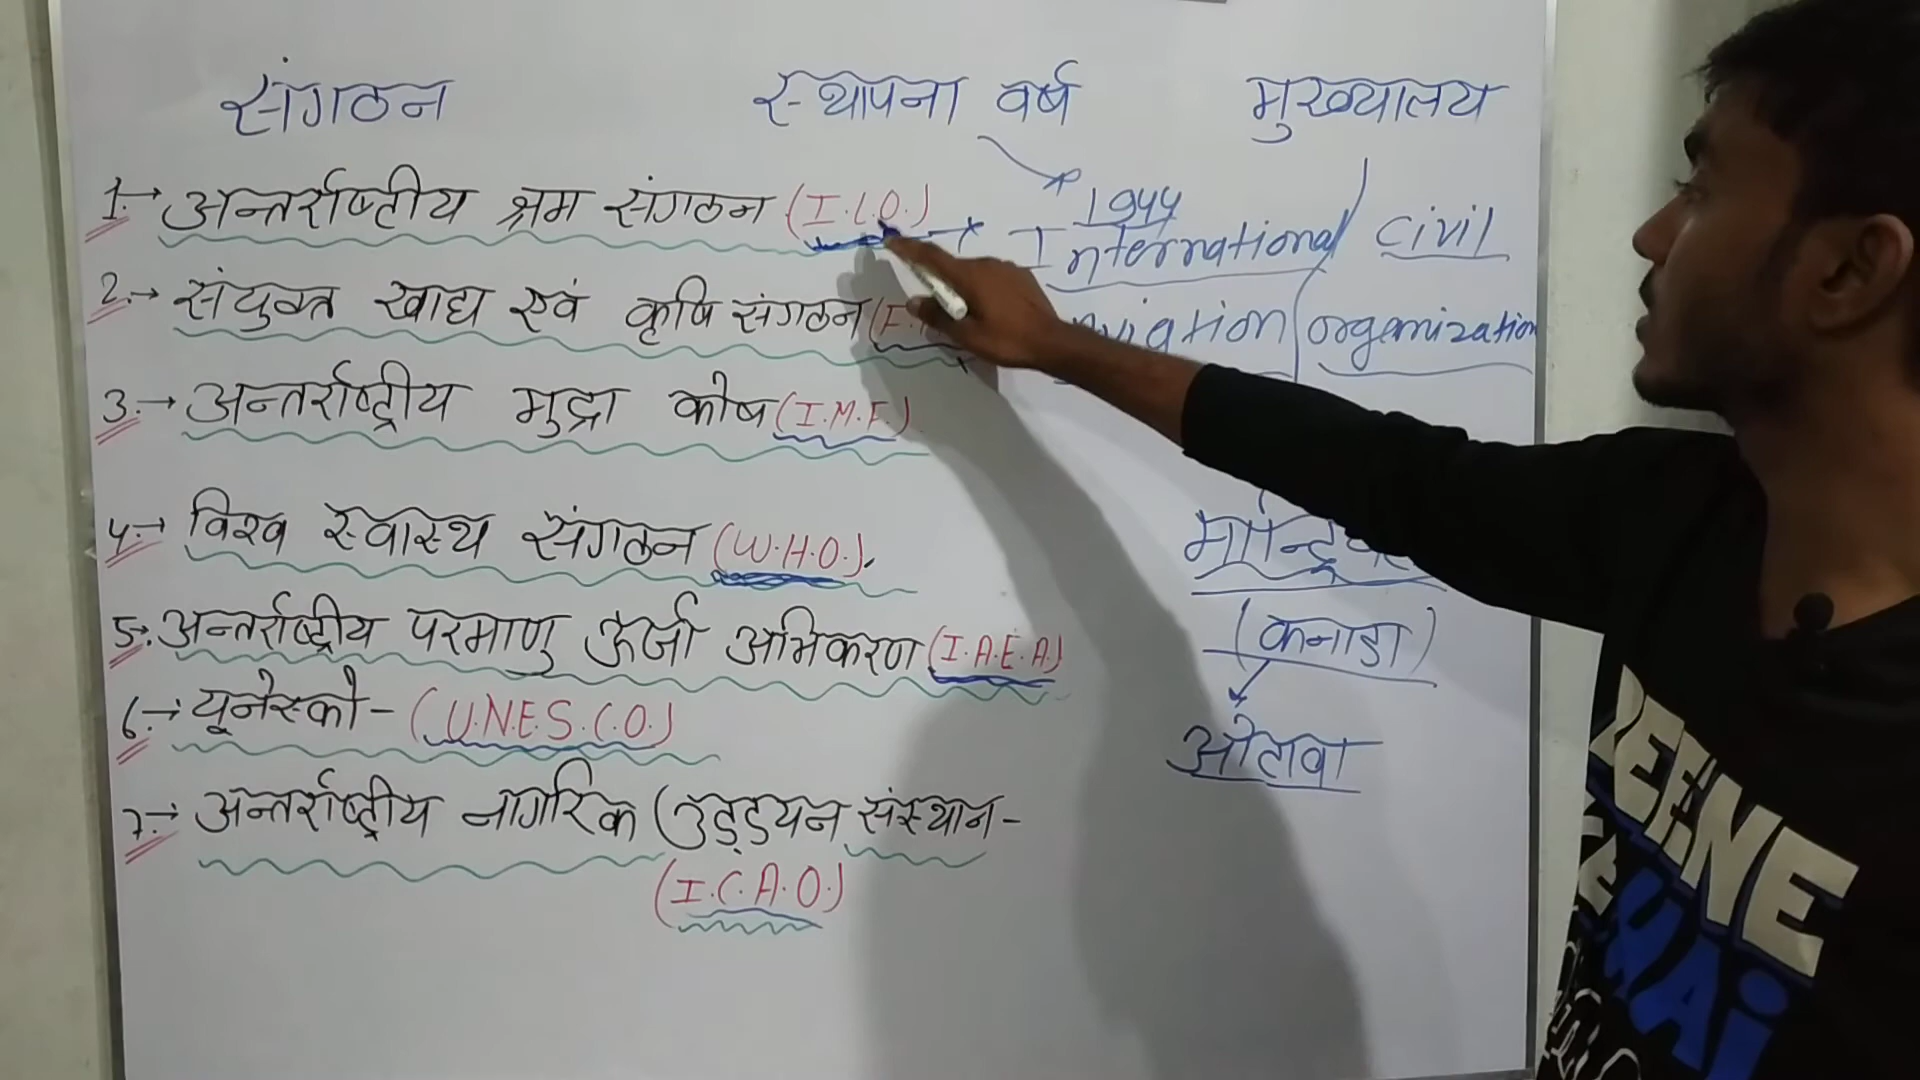 संगठन स्थापना वर्ष मुख्यालय
1.→ अन्तर्राष्टीय श्रम संगठन (I.L.O.)
1944
International civil
2.→ संयुक्त खाद्य एवं कृषि संगठन
organization
3.→ अन्तर्राष्ट्रीय मुद्रा कोष (I.M.F.)
4.→ विश्व स्वास्थ्य संगठन (W.H.O.)
5→ अन्तर्राष्ट्रीय परमाणु ऊर्जा अभिकरण (I.A.E.A.)
(कनाडा)
6.→ यूनेस्को - (U.N.E.S.C.O.)
ओटावा
7.→ अन्तर्राष्ट्रीय नागरिक (उड्डयन संस्थान-
(I.C.A.O.)